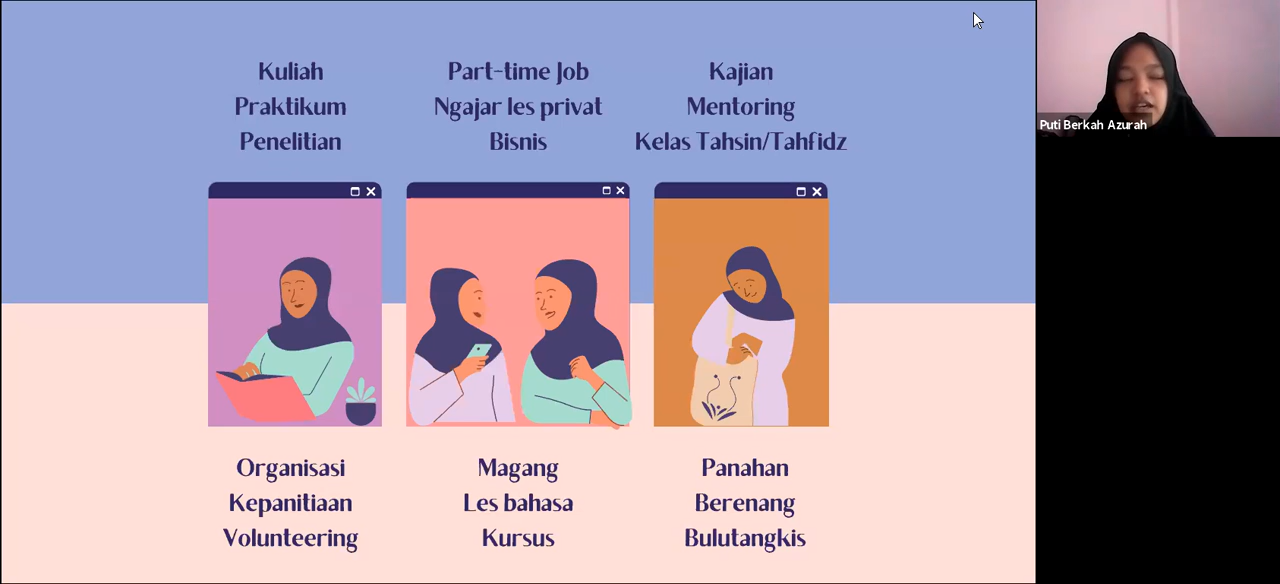 Kuliah
Praktikum
Penelitian
Part-time Job
Ngajar les privat
Bisnis
Kajian
Mentoring
Kelas Tahsin/Tahfidz
Organisasi
Kepanitiaan
Volunteering
Magang
Les bahasa
Kursus
Panahan
Berenang
Bulutangkis
Puti Berkah Azurah